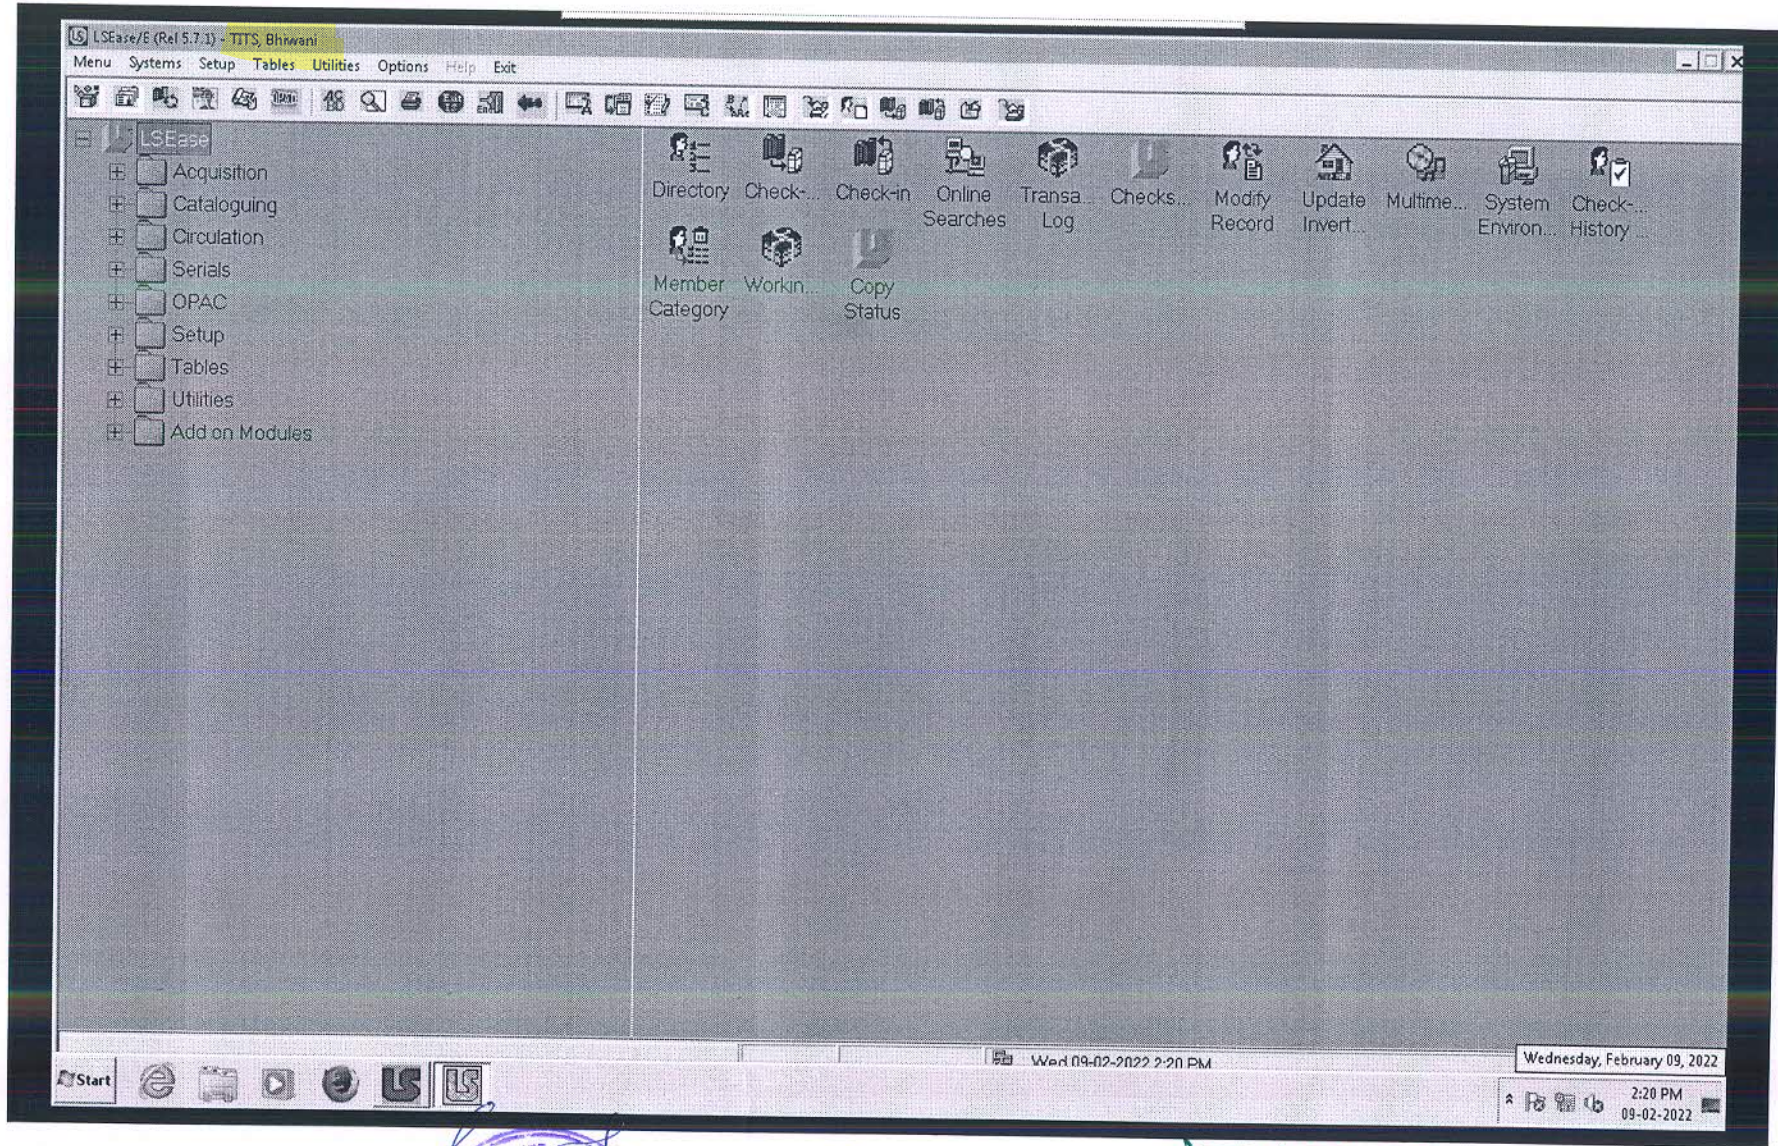 LS LSEase/E (Rel 5.7.1) - TITS, Bhiwani
Menu Systems Setup Tables Utilities Options Help Exit
LSEase
Acquisition
Cataloguing
Circulation
Serials
OPAC
Setup
Tables
Utilities
Add on Modules
Directory Check-... Check-in Online Searches Transa... Log Checks... Modify Record Update Invert... Multime... System Environ... Check-... History ...
Member Category Workin... Copy Status
Wed 09-02-2022 2:20 PM
Wednesday, February 09, 2022
Start LS LS
2:20 PM
09-02-2022